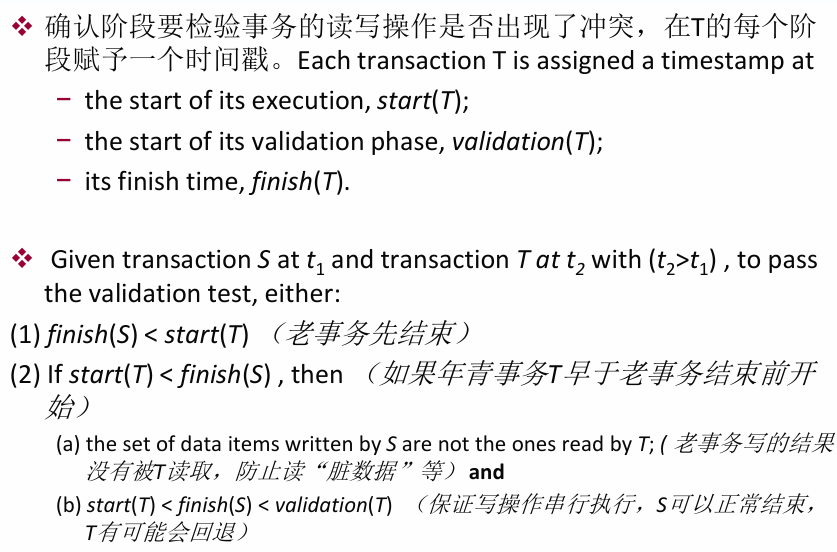 ❖ 确认阶段要检验事务的读写操作是否出现了冲突，在T的每个阶
段赋予一个时间戳。Each transaction T is assigned a timestamp at
– the start of its execution, start(T);
– the start of its validation phase, validation(T);
– its finish time, finish(T).
❖ Given transaction S at t₁ and transaction T at t₂ with (t₂>t₁) , to pass
the validation test, either:
(1) finish(S) < start(T) （老事务先结束）
(2) If start(T) < finish(S) , then （如果年青事务T早于老事务结束前开
始）
(a) the set of data items written by S are not the ones read by T; ( 老事务写的结果
没有被T读取，防止读“脏数据”等）and
(b) start(T) < finish(S) < validation(T) （保证写操作串行执行，S可以正常结束，
T有可能会回退）